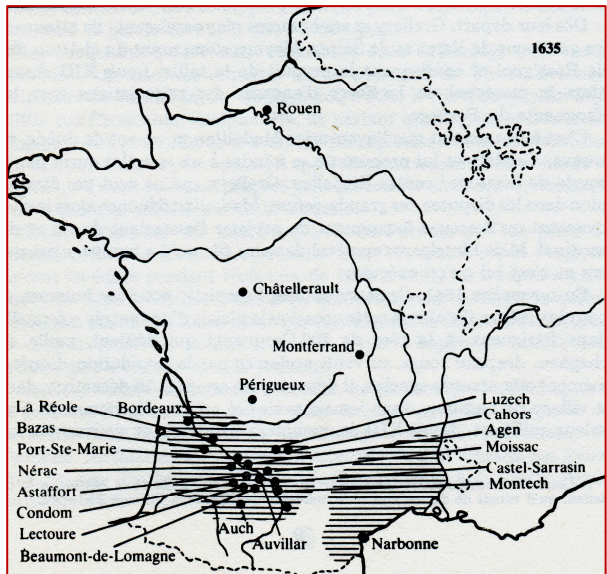 1635
Rouen
Châtellerault
Montferrand
Périgueux
La Réole
Bordeaux
Bazas
Port-Ste-Marie
Nérac
Astaffort
Condom
Lectoure
Beaumont-de-Lomagne
Auch
Auvillar
Narbonne
Luzech
Cahors
Agen
Moissac
Castel-Sarrasin
Montech